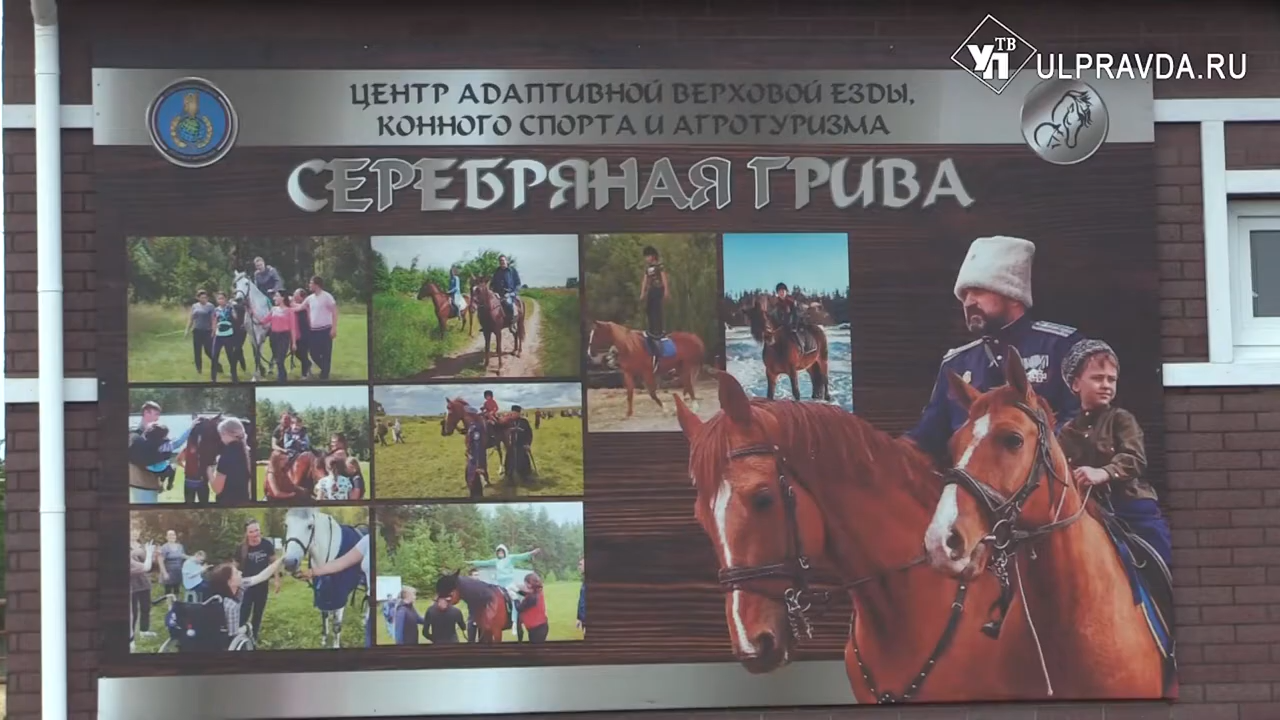 УП ТВ
ULPRAVDA.RU
ЦЕНТР АДАПТИВНОЙ ВЕРХОВОЙ ЕЗДЫ,
КОННОГО СПОРТА И АГРОТУРИЗМА
СЕРЕБРЯНАЯ ГРИВА